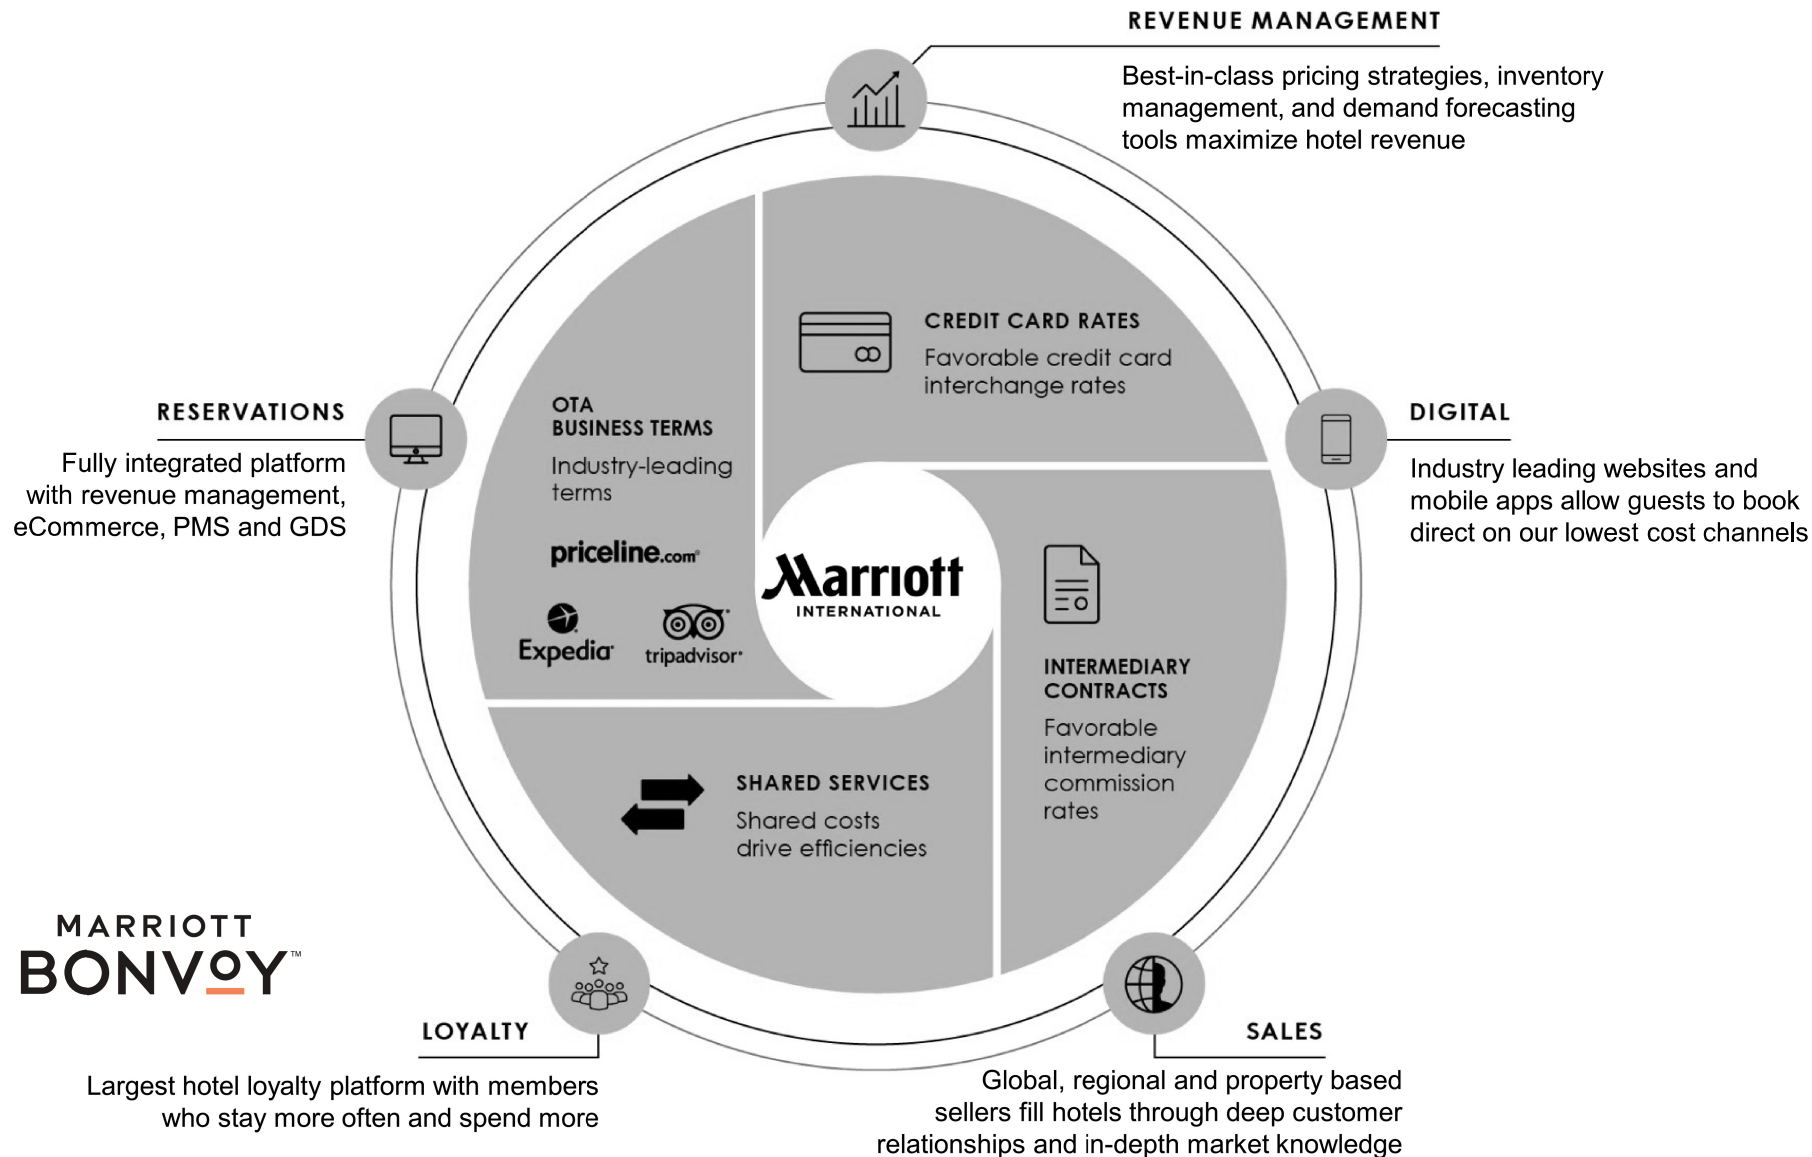 REVENUE MANAGEMENT
Best-in-class pricing strategies, inventory
management, and demand forecasting
tools maximize hotel revenue
RESERVATIONS
Fully integrated platform
with revenue management,
eCommerce, PMS and GDS
OTA
BUSINESS TERMS
Industry-leading
terms
priceline.com®
Expedia®
tripadvisor®
CREDIT CARD RATES
Favorable credit card
interchange rates
DIGITAL
Industry leading websites and
mobile apps allow guests to book
direct on our lowest cost channels
Marriott
INTERNATIONAL
INTERMEDIARY
CONTRACTS
Favorable
intermediary
commission
rates
SHARED SERVICES
Shared costs
drive efficiencies
MARRIOTT
BONVOY™
LOYALTY
Largest hotel loyalty platform with members
who stay more often and spend more
SALES
Global, regional and property based
sellers fill hotels through deep customer
relationships and in-depth market knowledge